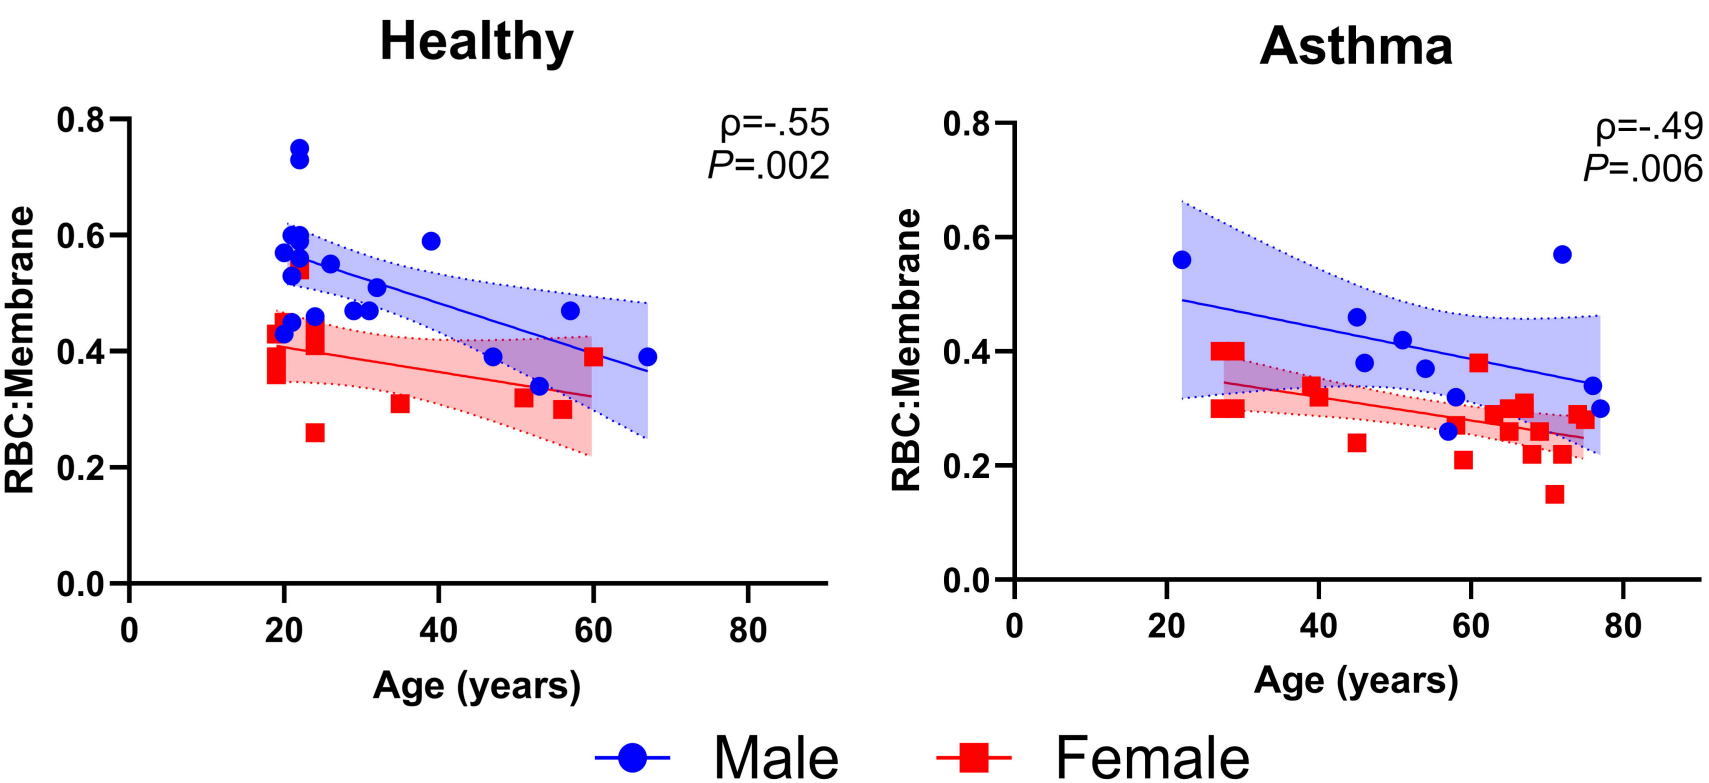 Healthy
ρ=-.55
P=.002
RBC:Membrane
0.8
0.6
0.4
0.2
0.0
0 20 40 60 80
Age (years)
Asthma
ρ=-.49
P=.006
RBC:Membrane
0.8
0.6
0.4
0.2
0.0
0 20 40 60 80
Age (years)
Male Female